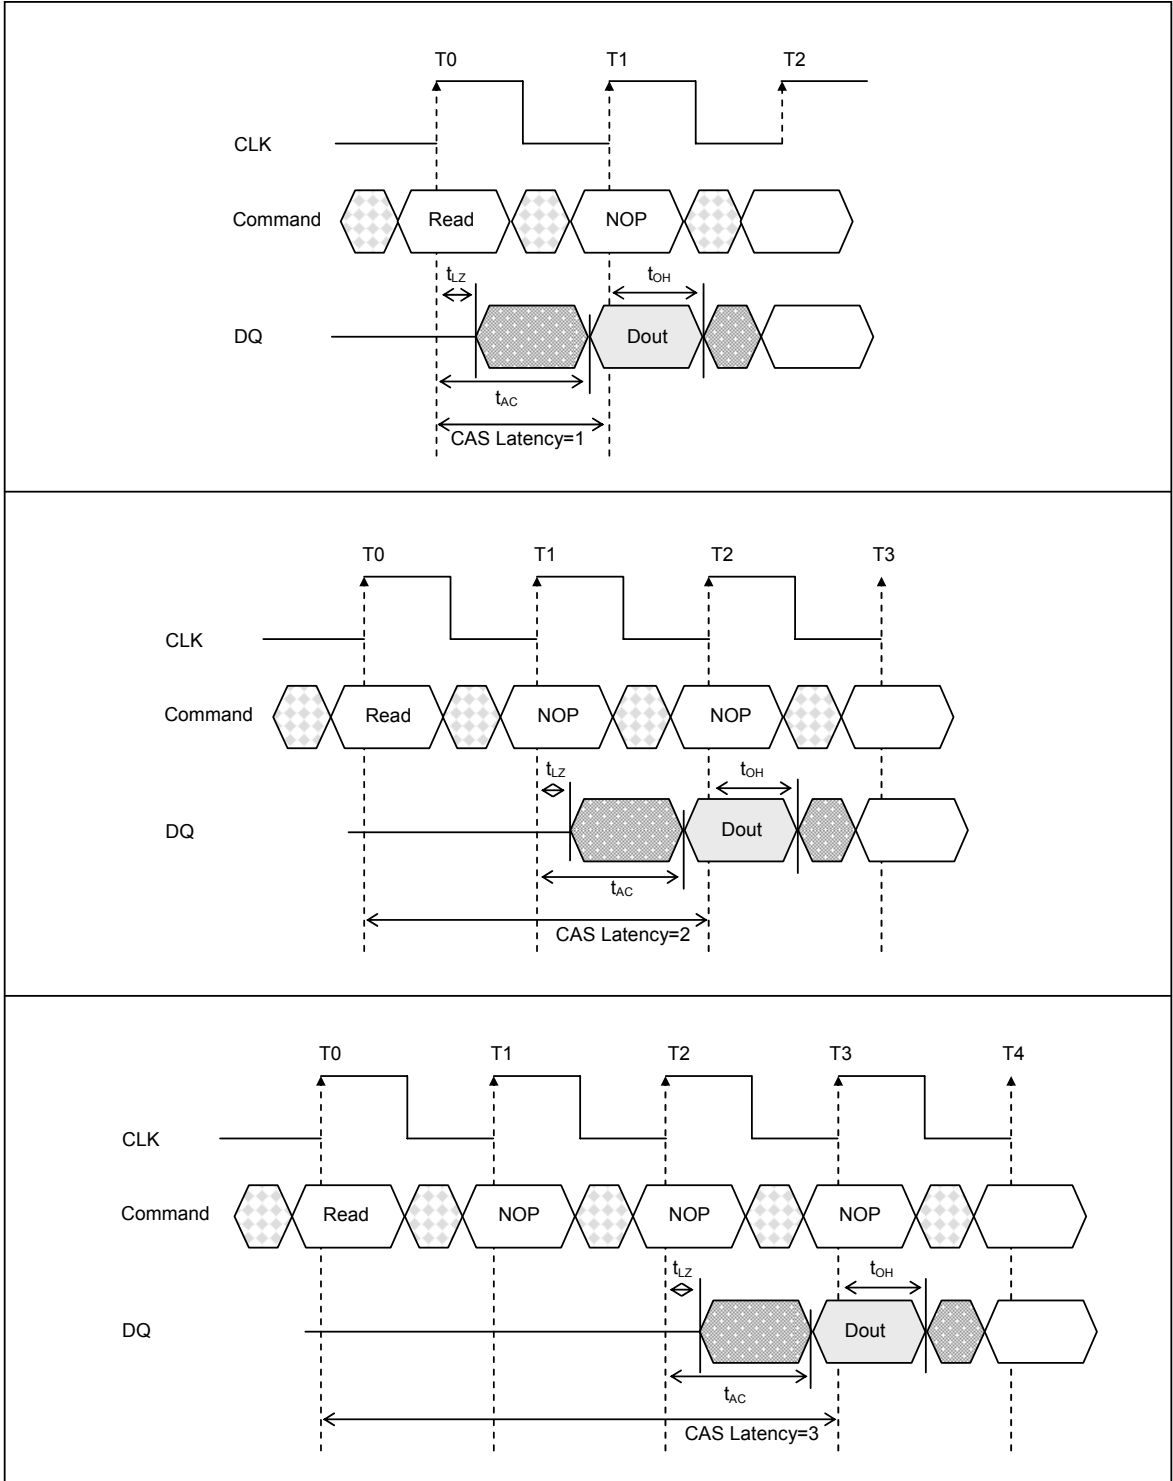 T0 T1 T2
CLK
Command Read NOP
tLZ tOH
DQ Dout
tAC
CAS Latency=1
T0 T1 T2 T3
CLK
Command Read NOP NOP
tLZ tOH
DQ Dout
tAC
CAS Latency=2
T0 T1 T2 T3 T4
CLK
Command Read NOP NOP NOP
tLZ tOH
DQ Dout
tAC
CAS Latency=3